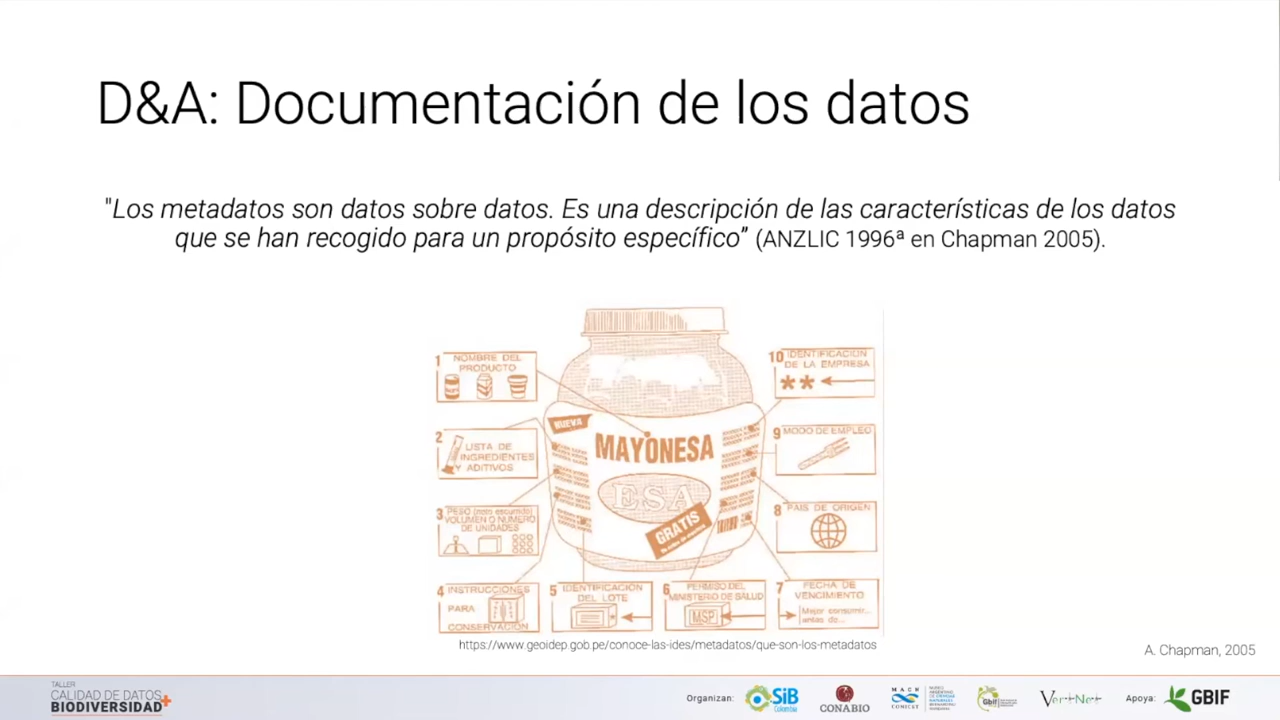 D&A: Documentación de los datos
"Los metadatos son datos sobre datos. Es una descripción de las características de los datos
que se han recogido para un propósito específico” (ANZLIC 1996ª en Chapman 2005).
1 NOMBRE DEL
PRODUCTO
2 LISTA DE
INGREDIENTES
Y ADITIVOS
3 PESO (masa escurrido)
VOLUMEN O NUMERO
DE UNIDADES
4 INSTRUCCIONES
PARA
CONSERVACION
5 IDENTIFICACION
DEL LOTE
6 PERMISO DEL
MINISTERIO DE SALUD
MSP
7 FECHA DE
VENCIMIENTO
Mejor consumir...
antes de...
8 PAIS DE ORIGEN
9 MODO DE EMPLEO
10 IDENTIFICACION
DE LA EMPRESA
**
NUEVA
MAYONESA
ESA
GRATIS
https://www.geoidep.gob.pe/conoce-las-ides/metadatos/que-son-los-metadatos
A. Chapman, 2005
TALLER
CALIDAD DE DATOS
BIODIVERSIDAD+
Organizan:
SiB
Colombia
CONABIO
MACN
CONICET
Gbif
VertNet
Apoya:
GBIF